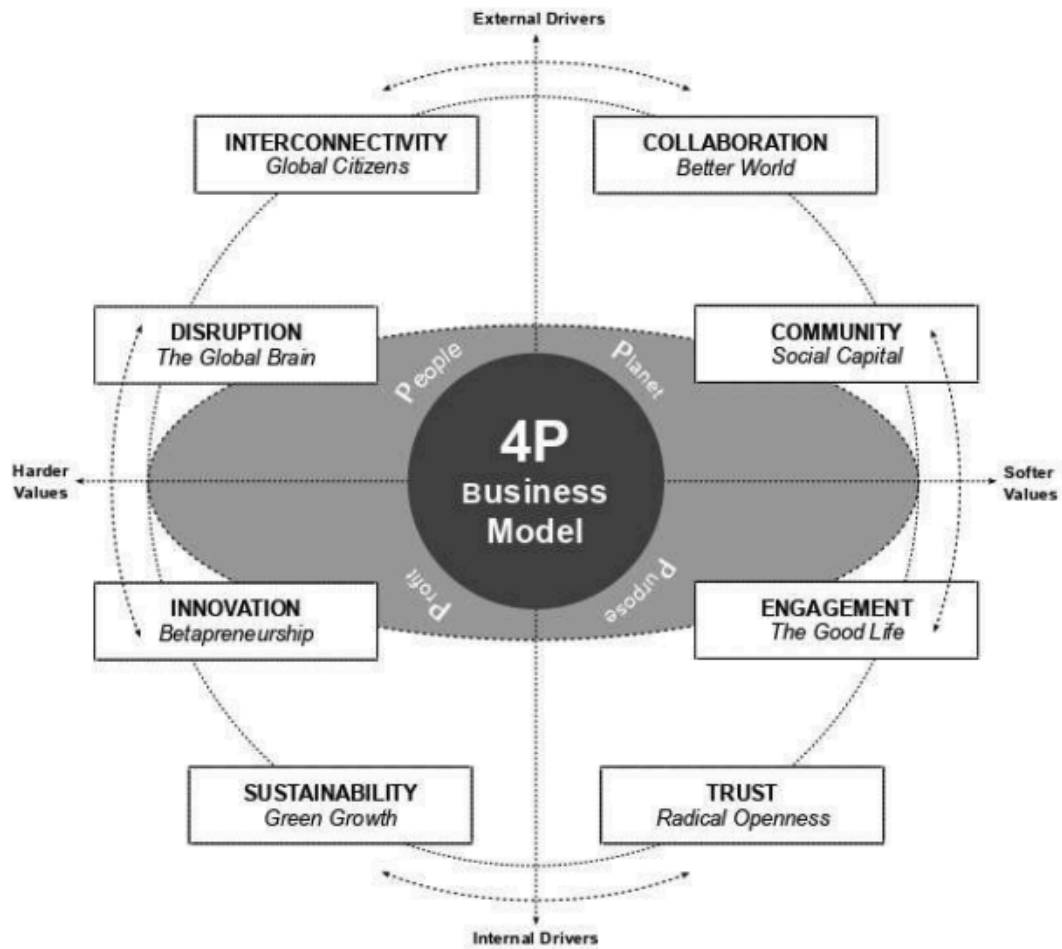 External Drivers
INTERCONNECTIVITY
Global Citizens
COLLABORATION
Better World
DISRUPTION
The Global Brain
COMMUNITY
Social Capital
People
Planet
4P
Business
Model
Harder
Values
Softer
Values
Profit
Purpose
INNOVATION
Betapreneurship
ENGAGEMENT
The Good Life
SUSTAINABILITY
Green Growth
TRUST
Radical Openness
Internal Drivers